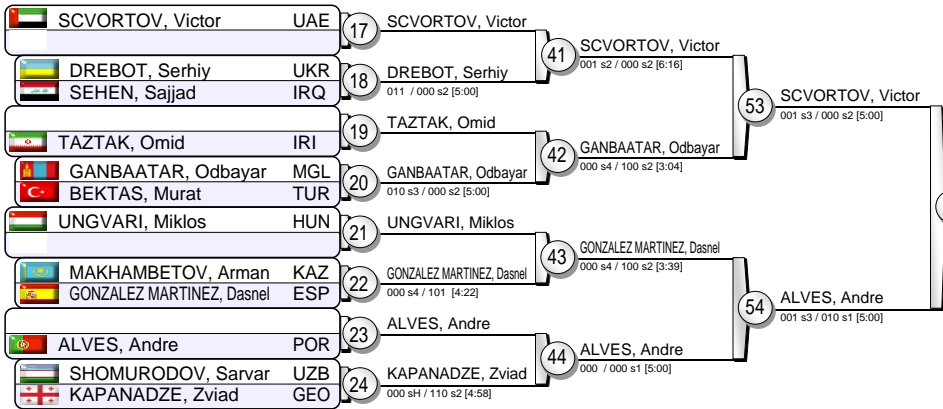 SCVORTOV, Victor UAE
17
SCVORTOV, Victor
DREBOT, Serhiy UKR
SEHEN, Sajjad IRQ
18
DREBOT, Serhiy
011 / 000 s2 [5:00]
41
SCVORTOV, Victor
001 s2 / 000 s2 [6:16]
TAZTAK, Omid IRI
19
TAZTAK, Omid
GANBAATAR, Odbayar MGL
BEKTAS, Murat TUR
20
GANBAATAR, Odbayar
010 s3 / 000 s2 [5:00]
42
GANBAATAR, Odbayar
000 s4 / 100 s2 [3:04]
53
SCVORTOV, Victor
001 s3 / 000 s2 [5:00]
UNGVARI, Miklos HUN
21
UNGVARI, Miklos
MAKHAMBETOV, Arman KAZ
GONZALEZ MARTINEZ, Dasnel ESP
22
GONZALEZ MARTINEZ, Dasnel
000 s4 / 101 [4:22]
43
GONZALEZ MARTINEZ, Dasnel
000 s4 / 100 s2 [3:39]
ALVES, Andre POR
23
ALVES, Andre
SHOMURODOV, Sarvar UZB
KAPANADZE, Zviad GEO
24
KAPANADZE, Zviad
000 sH / 110 s2 [4:58]
44
ALVES, Andre
000 / 000 s1 [5:00]
54
ALVES, Andre
001 s3 / 010 s1 [5:00]